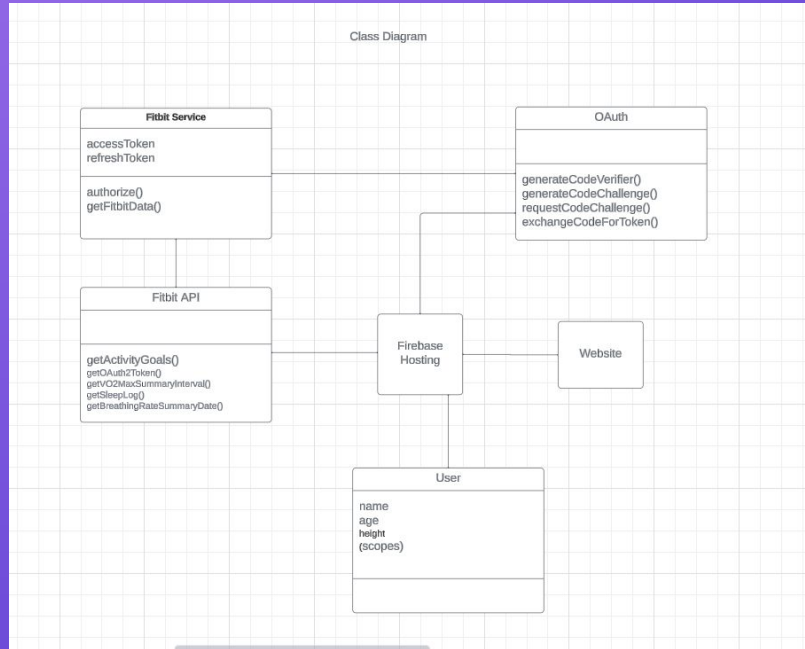 Class Diagram
Fitbit Service
accessToken
refreshToken
authorize()
getFitbitData()
OAuth
generateCodeVerifier()
generateCodeChallenge()
requestCodeChallenge()
exchangeCodeForToken()
Fitbit API
getActivityGoals()
getOAuth2Token()
getVO2MaxSummaryInterval()
getSleepLog()
getBreathingRateSummaryDate()
Firebase
Hosting
Website
User
name
age
height
(scopes)